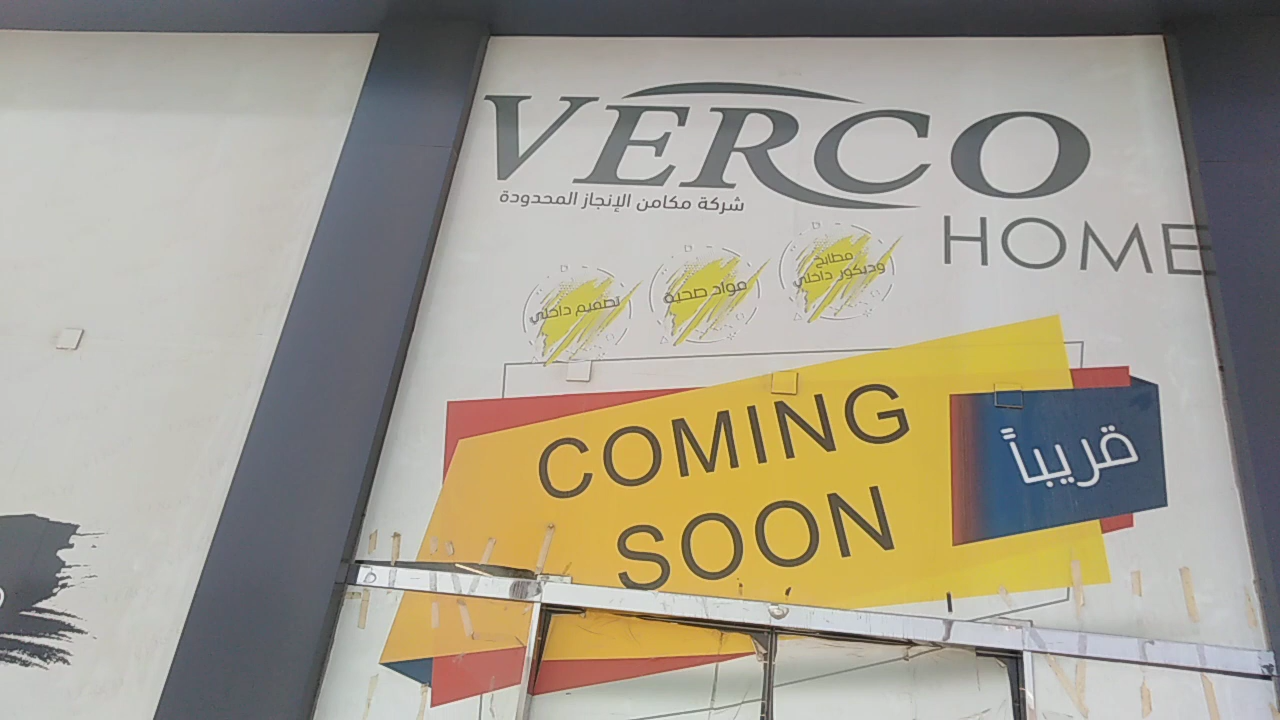 VERCO
شركة مكامن الإنجاز المحدودة
HOME
مطابخ
وديكور داخلي
مواد صحية
تصميم داخلي
COMING
SOON
قريباً